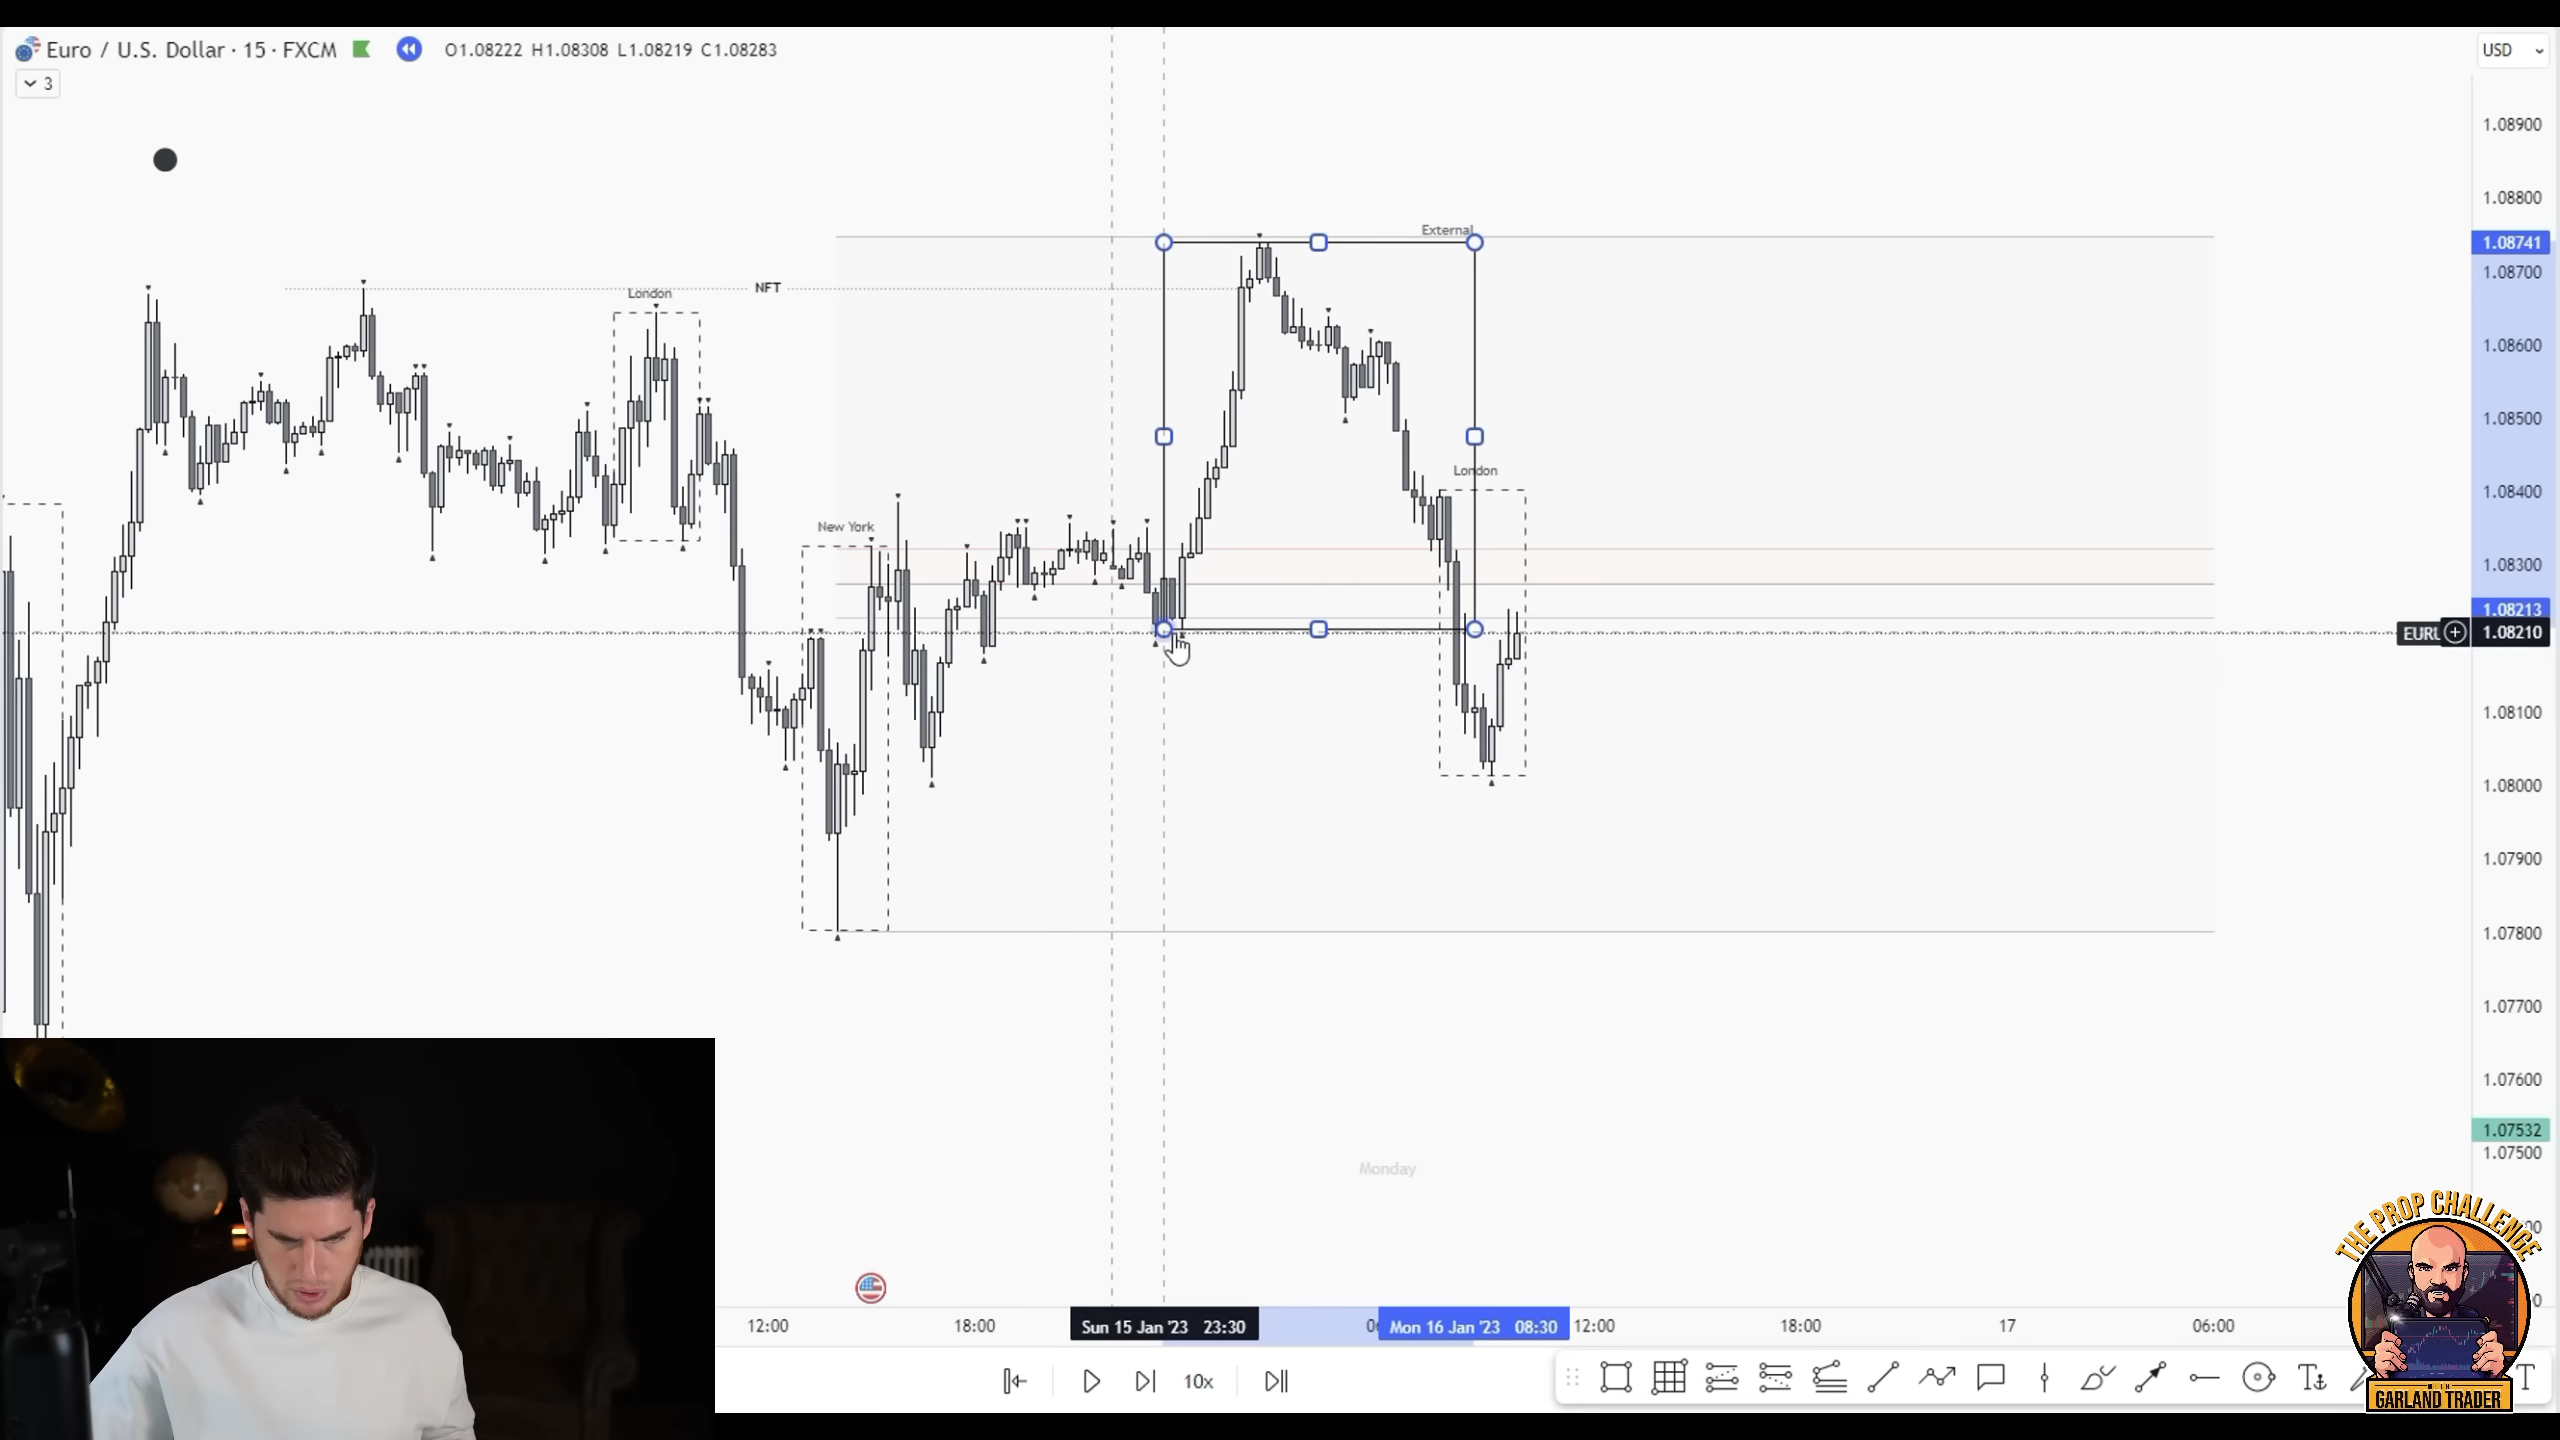 Euro / U.S. Dollar · 15 · FXCM O1.08222 H1.08308 L1.08219 C1.08283
USD
3
1.08900
1.08800
External
1.08741
1.08700
NFT
London
1.08600
1.08500
London
1.08400
New York
1.08300
1.08213
EURU
1.08210
1.08100
1.08000
1.07900
1.07800
1.07700
1.07600
1.07532
1.07500
Monday
THE PROP CHALLENGE
WITH
GARLAND TRADER
12:00
18:00
Sun 15 Jan '23 23:30
Mon 16 Jan '23 08:30
12:00
18:00
17
06:00
10x